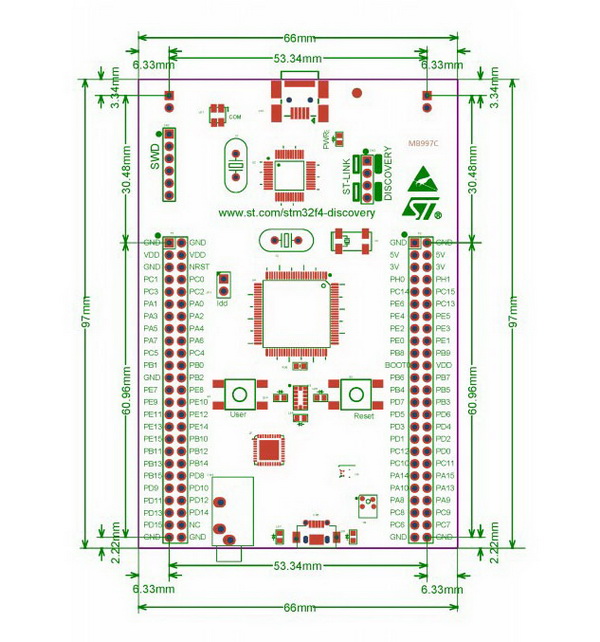 66mm
53.34mm
6.33mm 6.33mm
3.34mm 3.34mm
COM
PWR
MB997C
SWD
ST-LINK
DISCOVERY
30.48mm 30.48mm
www.st.com/stm32f4-discovery
ST®
GND GND GND GND
VDD VDD 5V 5V
GND NRST 3V 3V
PC1 PC0 PH0 PH1
PC3 PC2 PC14 PC15
PA1 PA0 PE6 PC13
Idd
PA3 PA2 PE4 PE5
PA5 PA4 PE2 PE3
PA7 PA6 PE0 PE1
PC5 PC4 PB8 PB9
PB1 PB0 BOOT0 VDD
GND PB2 PB6 PB7
PE7 PE8 PB4 PB5
PE9 PE10 PD7 PB3
PE11 PE12 PD5 PD6
User Reset
PE13 PE14 PD3 PD4
PE15 PB10 PD1 PD2
PB11 PB12 PC12 PD0
PB13 PB14 PC10 PC11
PB15 PD8 PA14 PA15
PD9 PD10 PA10 PA13
PD11 PD12 PA8 PA9
PD13 PD14 PC8 PC9
PD15 NC PC6 PC7
GND GND GND GND
97mm 97mm
60.96mm 60.96mm
2.22mm 2.22mm
53.34mm
6.33mm 6.33mm
66mm